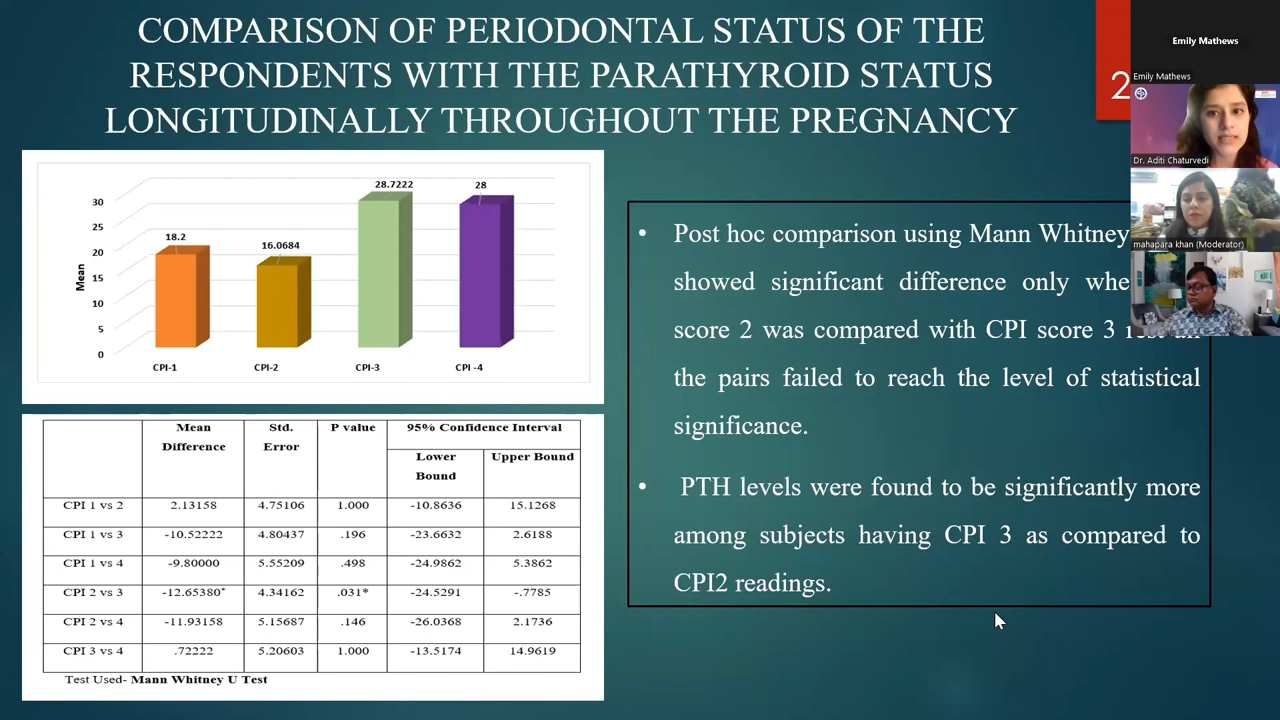 COMPARISON OF PERIODONTAL STATUS OF THE
RESPONDENTS WITH THE PARATHYROID STATUS
LONGITUDINALLY THROUGHOUT THE PREGNANCY
2
Emily Mathews
Emily Mathews
Dr. Aditi Chaturvedi
mahapara khan (Moderator)
Mean
30
25
20
15
10
5
0
18.2
16.0684
28.7222
28
CPI-1
CPI-2
CPI-3
CPI -4
• Post hoc comparison using Mann Whitney
showed significant difference only
score 2 was compared with CPI score 3
the pairs failed to reach the level of statistical
significance.
• PTH levels were found to be significantly more
among subjects having CPI 3 as compared to
CPI2 readings.
Mean Difference Std. Error P value 95% Confidence Interval
Lower Bound Upper Bound
CPI 1 vs 2 2.13158 4.75106 1.000 -10.8636 15.1268
CPI 1 vs 3 -10.52222 4.80437 .196 -23.6632 2.6188
CPI 1 vs 4 -9.80000 5.55209 .498 -24.9862 5.3862
CPI 2 vs 3 -12.65380* 4.34162 .031* -24.5291 -.7785
CPI 2 vs 4 -11.93158 5.15687 .146 -26.0368 2.1736
CPI 3 vs 4 .72222 5.20603 1.000 -13.5174 14.9619
Test Used- Mann Whitney U Test